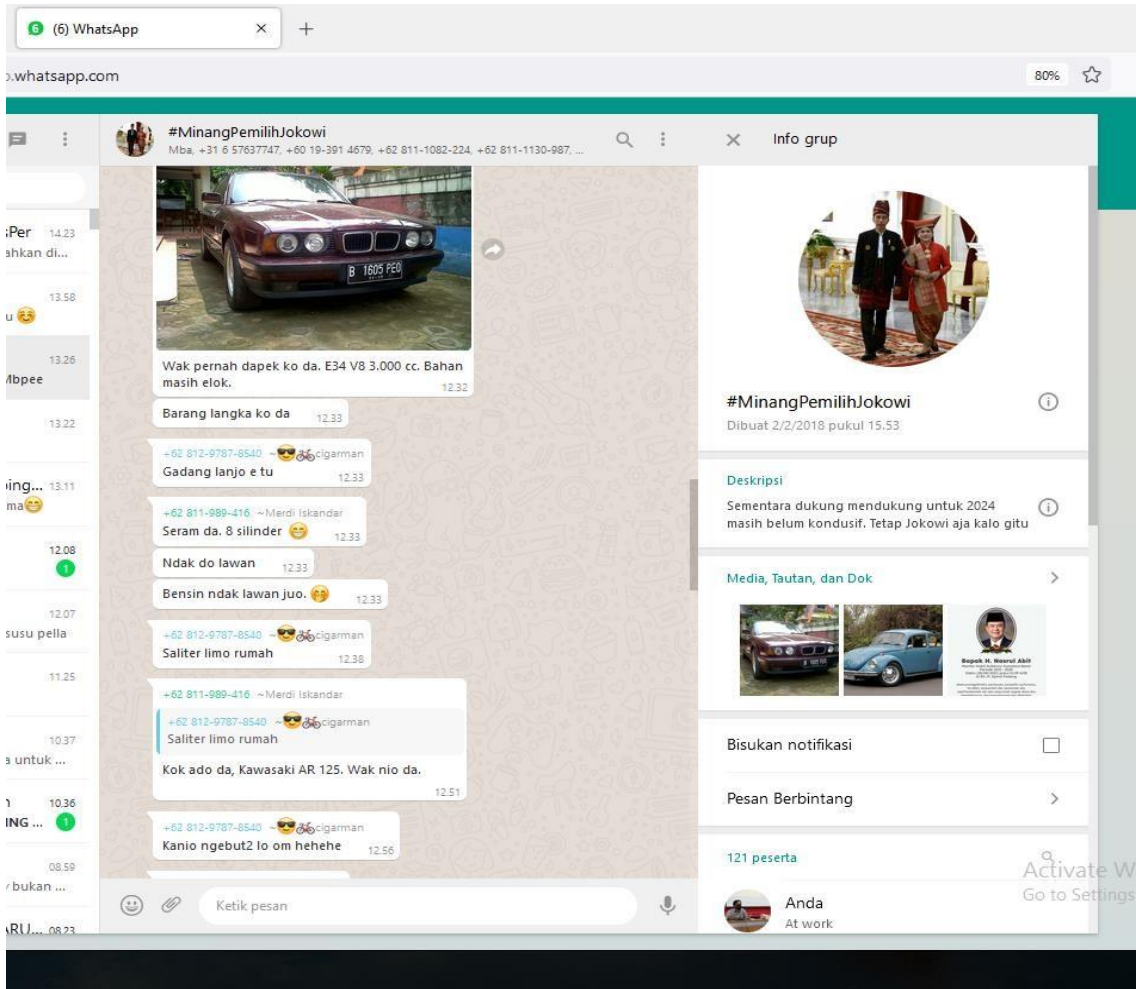 6 (6) WhatsApp
.whatsapp.com
80%
#MinangPemilihJokowi
Mba, +31 6 57637747, +60 19-391 4679, +62 811-1082-224, +62 811-1130-987, ...
Info grup
Per 14.23
ahkan di...
13.58
u
13.26
Mbpee
13.22
ing... 13.11
ma
12.08
1
12.07
susu pella
11.25
10.37
a untuk ...
10.36
ING ... 1
08.59
bukan ...
ARU... 08.23
B 1605 PEO
Wak pernah dapek ko da. E34 V8 3.000 cc. Bahan
masih elok. 12.32
Barang langka ko da 12.33
+62 812-9787-8540 ~😎🚲cigarman
Gadang lanjo e tu 12.33
+62 811-989-416 ~Merdi Iskandar
Seram da. 8 silinder 😁 12.33
Ndak do lawan 12.33
Bensin ndak lawan juo. 🤭 12.33
+62 812-9787-8540 ~😎🚲cigarman
Saliter limo rumah 12.38
+62 811-989-416 ~Merdi Iskandar
+62 812-9787-8540 ~😎🚲cigarman
Saliter limo rumah
Kok ado da, Kawasaki AR 125. Wak nio da.
12.51
+62 812-9787-8540 ~😎🚲cigarman
Kanio ngebut2 lo om hehehe 12.56
Ketik pesan
#MinangPemilihJokowi
Dibuat 2/2/2018 pukul 15.53
Deskripsi
Sementara dukung mendukung untuk 2024
masih belum kondusif. Tetap Jokowi aja kalo gitu
Media, Tautan, dan Dok
Bapak H. Nasrul Abit
Bisukan notifikasi
Pesan Berbintang
121 peserta
Anda
At work
Activate W
Go to Settings